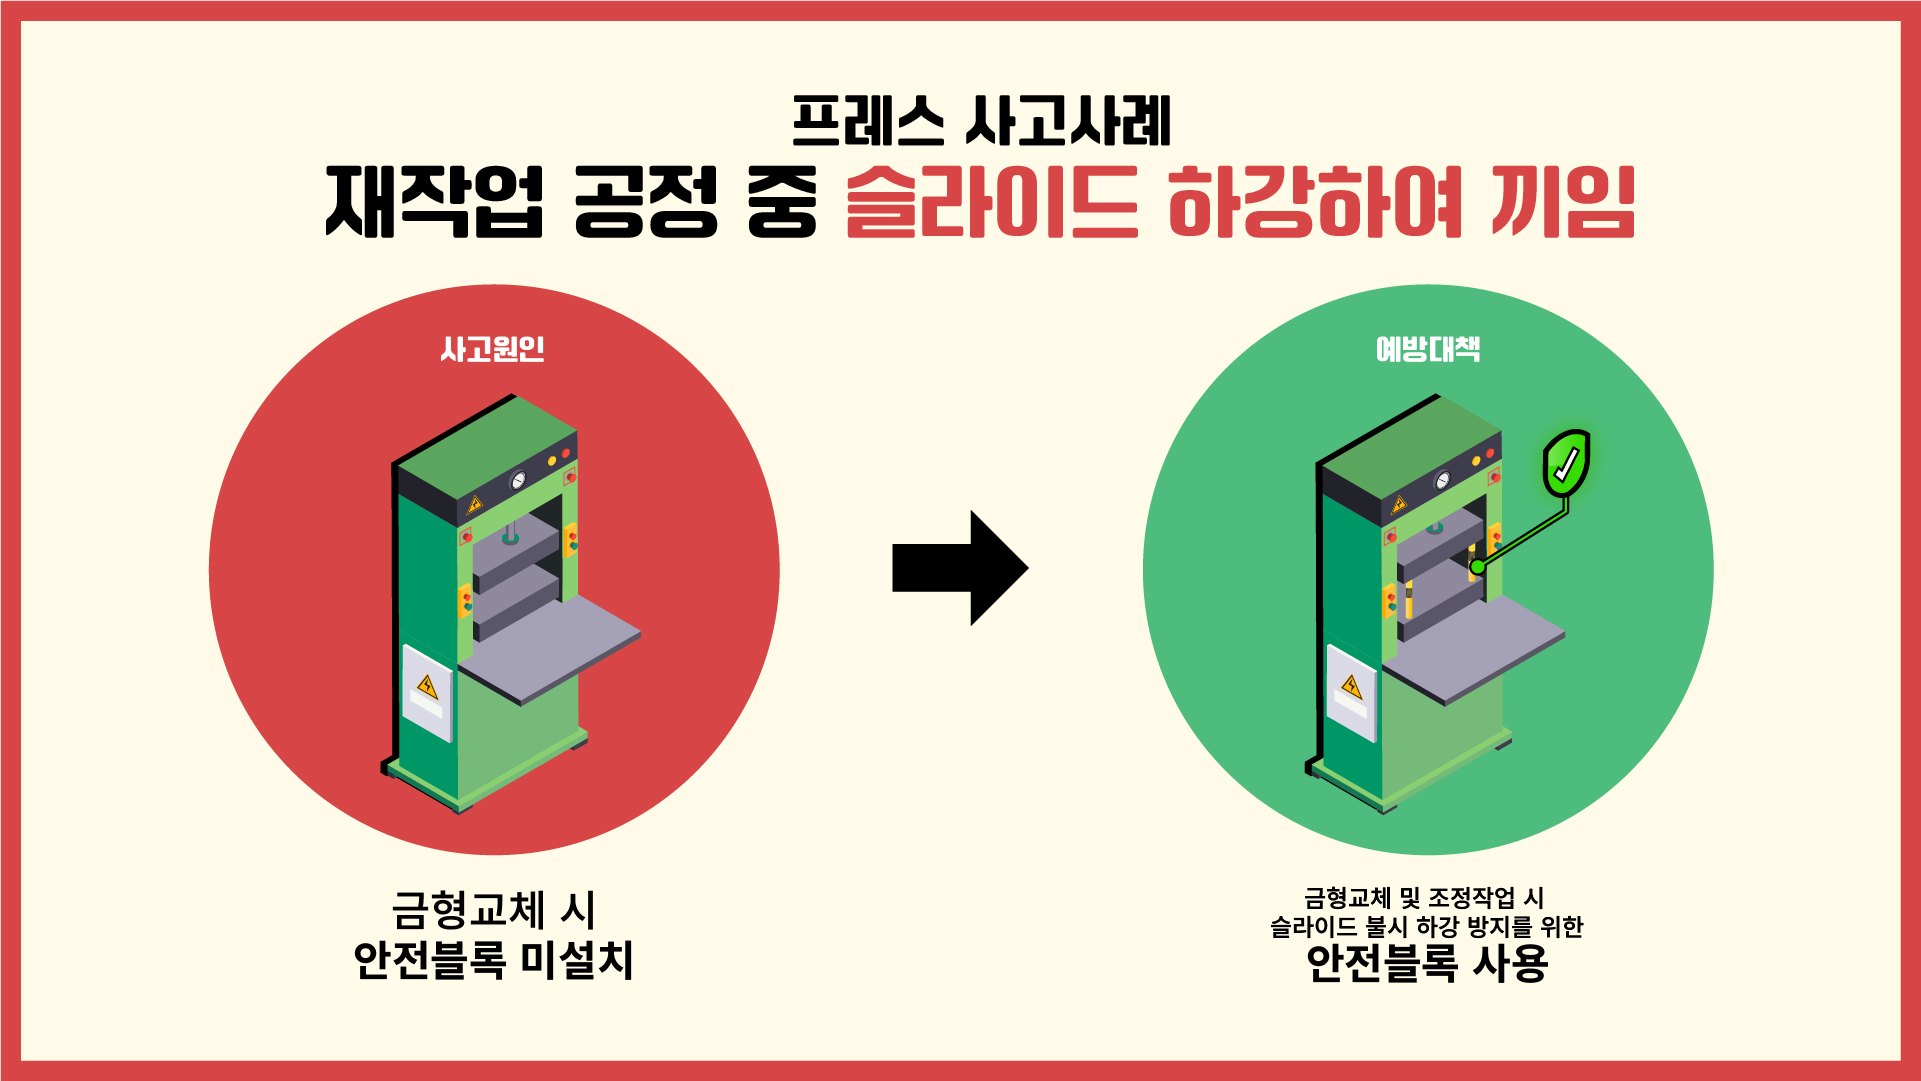 프레스 사고사례
재작업 공정 중 슬라이드 하강하여 끼임
사고원인
예방대책
금형교체 시
안전블록 미설치
금형교체 및 조정작업 시
슬라이드 불시 하강 방지를 위한
안전블록 사용